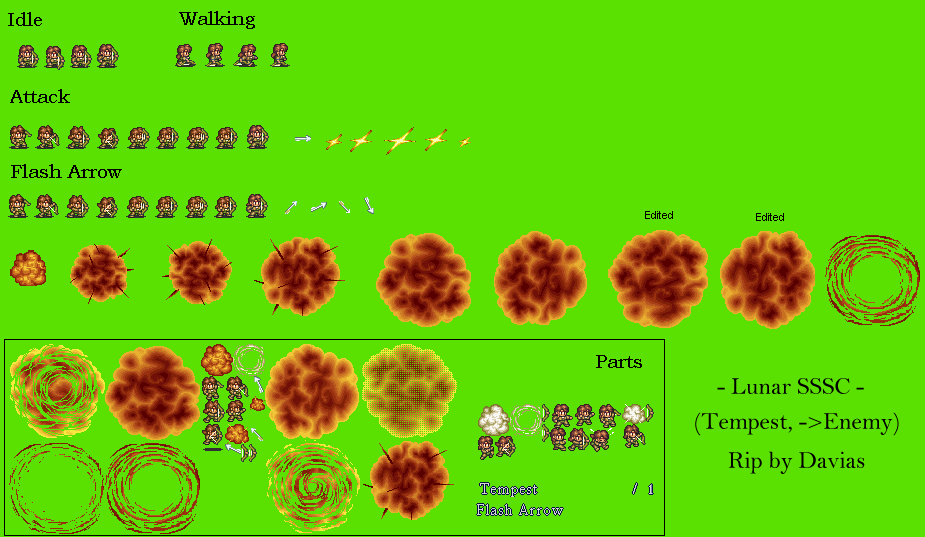 Idle
Walking
Attack
Flash Arrow
Edited
Edited
Parts
- Lunar SSSC -
(Tempest, ->Enemy)
Rip by Davias
Tempest / 1
Flash Arrow